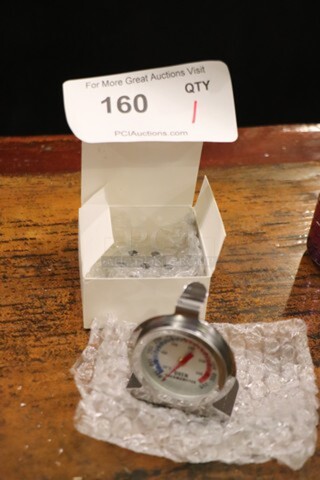 For More Great Auctions Visit
160
QTY
1
PCIAuctions.com